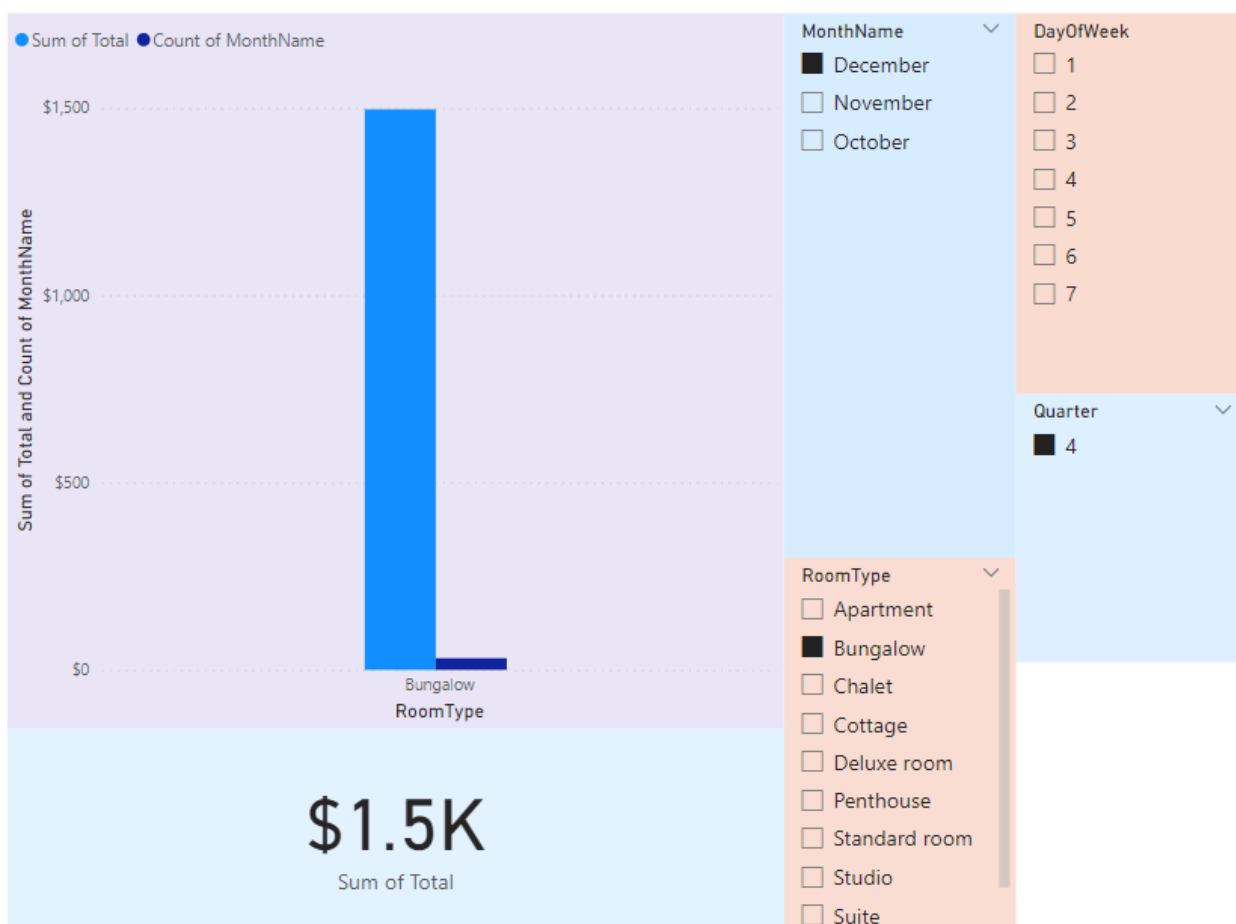 Sum of Total Count of MonthName
$1,500
$1,000
$500
$0
Sum of Total and Count of MonthName
Bungalow
RoomType
$1.5K
Sum of Total
MonthName
December
November
October
RoomType
Apartment
Bungalow
Chalet
Cottage
Deluxe room
Penthouse
Standard room
Studio
Suite
DayOfWeek
1
2
3
4
5
6
7
Quarter
4